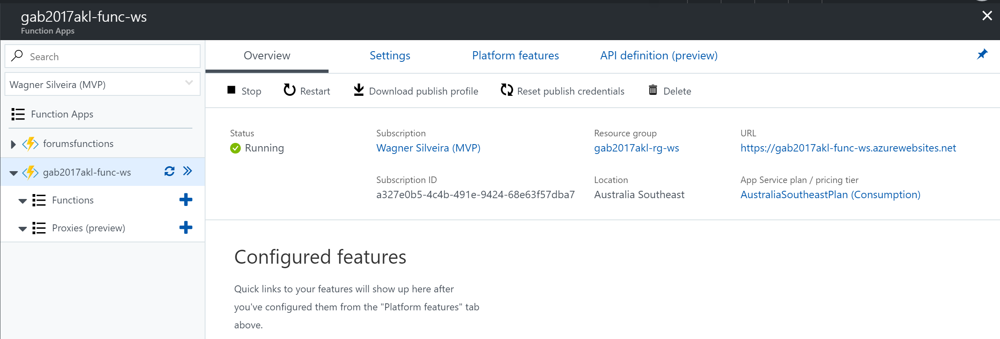 gab2017akl-func-ws
Function Apps
Search
Wagner Silveira (MVP)
Function Apps
forumsfunctions
gab2017akl-func-ws
Functions
Proxies (preview)
Overview Settings Platform features API definition (preview)
Stop Restart Download publish profile Reset publish credentials Delete
Status Subscription Resource group URL
Running Wagner Silveira (MVP) gab2017akl-rg-ws https://gab2017akl-func-ws.azurewebsites.net
Subscription ID Location App Service plan / pricing tier
a327e0b5-4c4b-491e-9424-68e63f57dba7 Australia Southeast AustraliaSoutheastPlan (Consumption)
Configured features
Quick links to your features will show up here after
you've configured them from the "Platform features" tab
above.